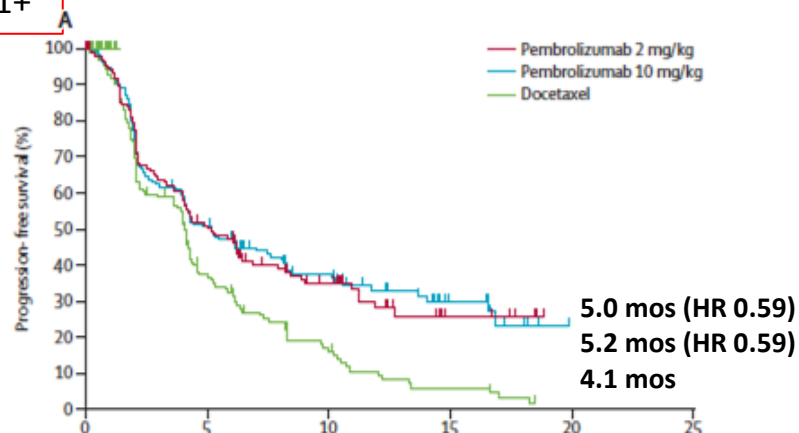 1+
A
Pembrolizumab 2 mg/kg
Pembrolizumab 10 mg/kg
Docetaxel
Progression-free survival (%)
100
90
80
70
60
50
40
30
20
10
0
5.0 mos (HR 0.59)
5.2 mos (HR 0.59)
4.1 mos
0 5 10 15 20 25